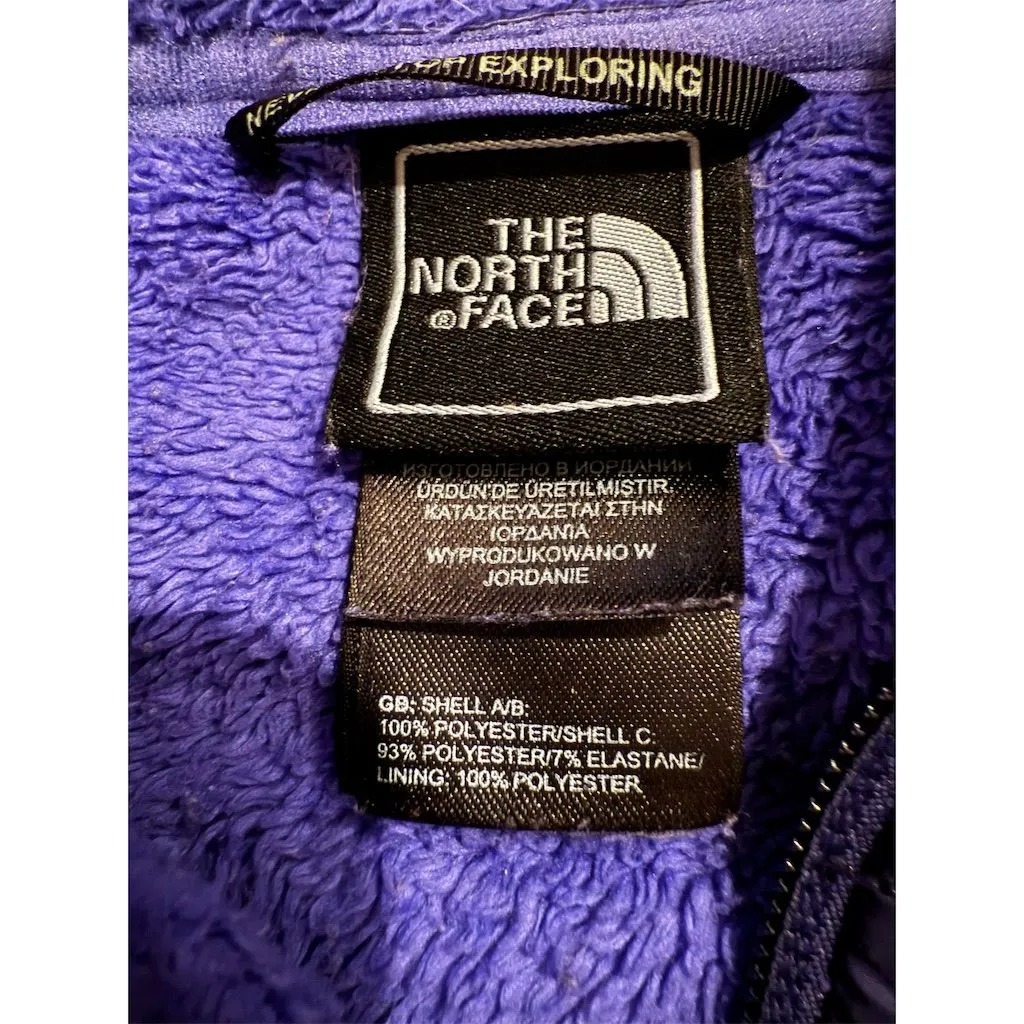 EXPLORING
THE
NORTH
®FACE
ИЗГОТОВЛЕНО В ИОРДАНИИ
ÜRDÜN'DE ÜRETILMISTIR.
ΚΑΤΑΣΚΕΥΑΖΕΤΑΙ ΣΤΗΝ
ΙΟΡΔΑΝΙΑ
WYPRODUKOWANO W
JORDANIE
GB: SHELL A/B:
100% POLYESTER/SHELL C:
93% POLYESTER/7% ELASTANE/
LINING: 100% POLYESTER